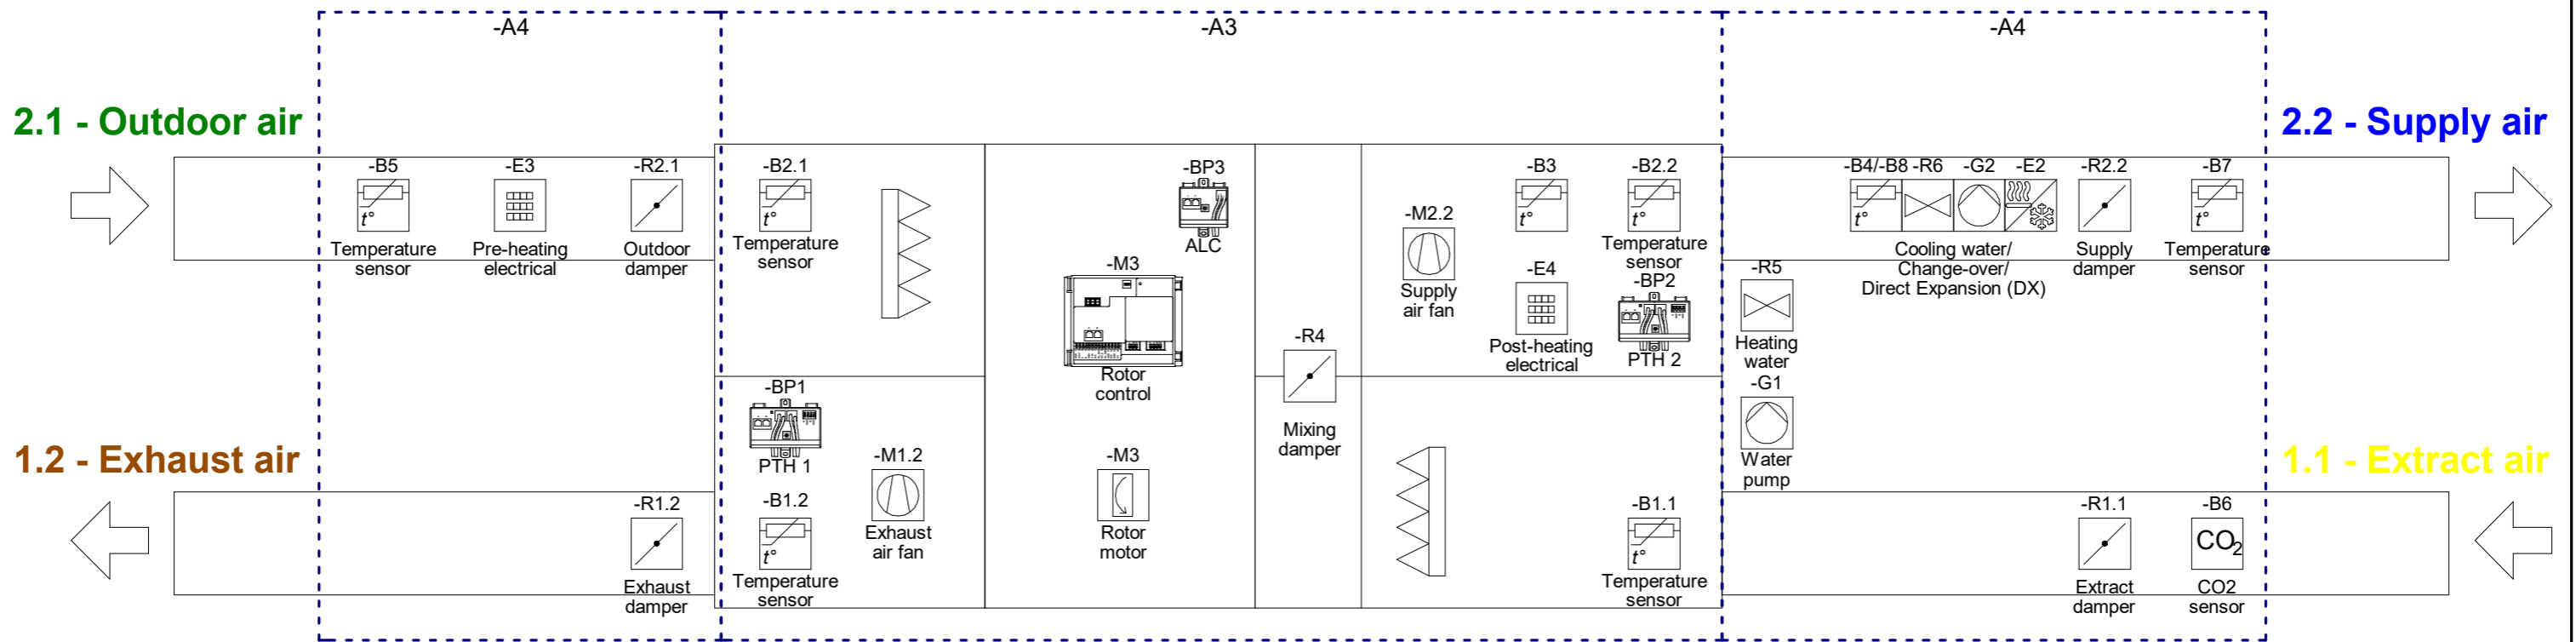 -A4
-A3
-A4
2.1 - Outdoor air
2.2 - Supply air
-B5
-E3
-R2.1
-B2.1
-BP3
-B3
-B2.2
-B4/-B8 -R6 -G2 -E2
-R2.2
-B7
t°
t°
t°
t°
t°
t°
-M2.2
Temperature
sensor
Pre-heating
electrical
Outdoor
damper
Temperature
sensor
ALC
Temperature
sensor
Cooling water/
Change-over/
Direct Expansion (DX)
Supply
damper
Temperature
sensor
-M3
Supply
air fan
-E4
-BP2
-R5
Rotor
control
-R4
Post-heating
electrical
PTH 2
Heating
water
-BP1
-G1
PTH 1
Mixing
damper
1.2 - Exhaust air
1.1 - Extract air
-M1.2
-M3
Water
pump
-R1.2
-B1.2
-B1.1
-R1.1
-B6
t°
t°
CO2
Exhaust
air fan
Rotor
motor
Exhaust
damper
Temperature
sensor
Temperature
sensor
Extract
damper
CO2
sensor